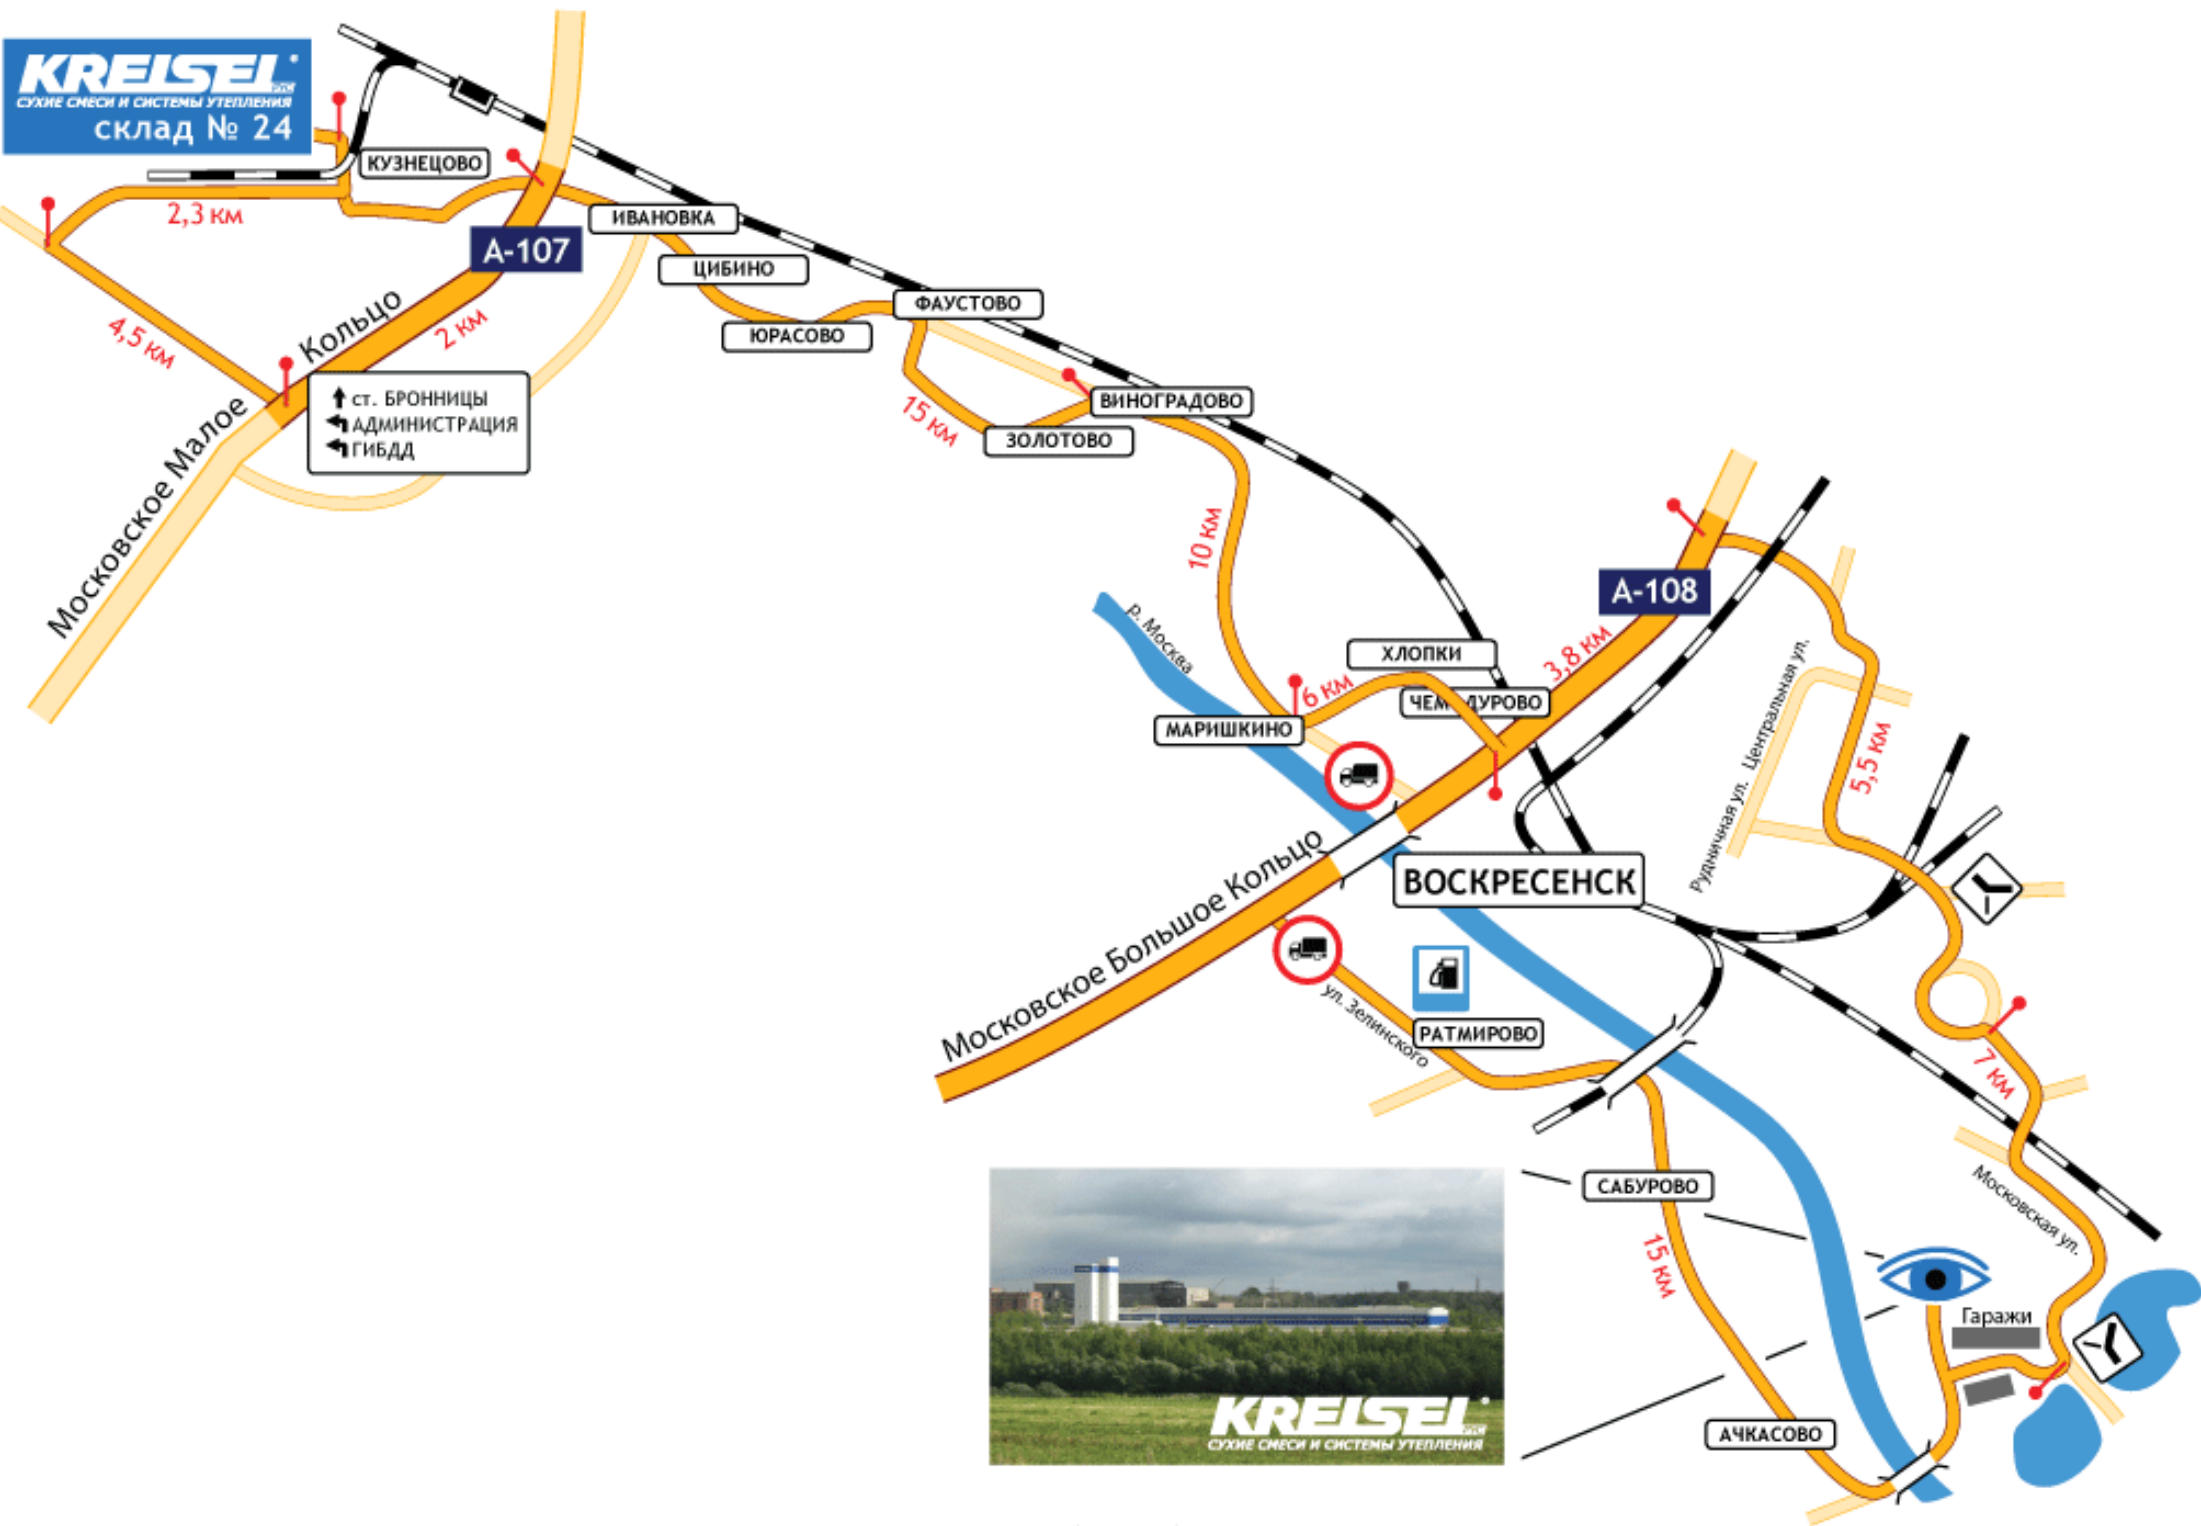 KREISEL
РУС
СУХИЕ СМЕСИ И СИСТЕМЫ УТЕПЛЕНИЯ
склад № 24
КУЗНЕЦОВО
2,3 км
ИВАНОВКА
А-107
ЦИБИНО
4,5 км
Московское Малое Кольцо
2 км
ФАУСТОВО
ЮРАСОВО
ст. БРОННИЦЫ
АДМИНИСТРАЦИЯ
ГИБДД
15 км
ВИНОГРАДОВО
ЗОЛОТОВО
10 км
А-108
р. Москва
ХЛОПКИ
3,8 км
6 км
ЧЕМ ДУРОВО
МАРИШКИНО
Рудничная ул. Центральная ул.
5,5 км
Московское Большое Кольцо
ВОСКРЕСЕНСК
ул. Зелинского
РАТМИРОВО
7 км
САБУРОВО
Московская ул.
15 км
Гаражи
KREISEL
РУС
СУХИЕ СМЕСИ И СИСТЕМЫ УТЕПЛЕНИЯ
АЧКАСОВО